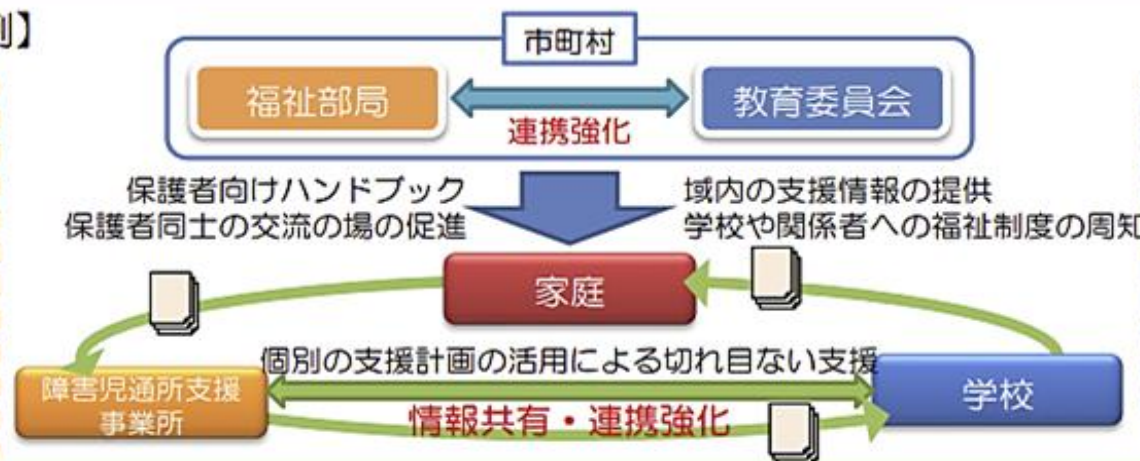 例】
市町村
福祉部局
教育委員会
連携強化
保護者向けハンドブック
保護者同士の交流の場の促進
域内の支援情報の提供
学校や関係者への福祉制度の周知
家庭
個別の支援計画の活用による切れ目ない支援
障害児通所支援
事業所
学校
情報共有・連携強化